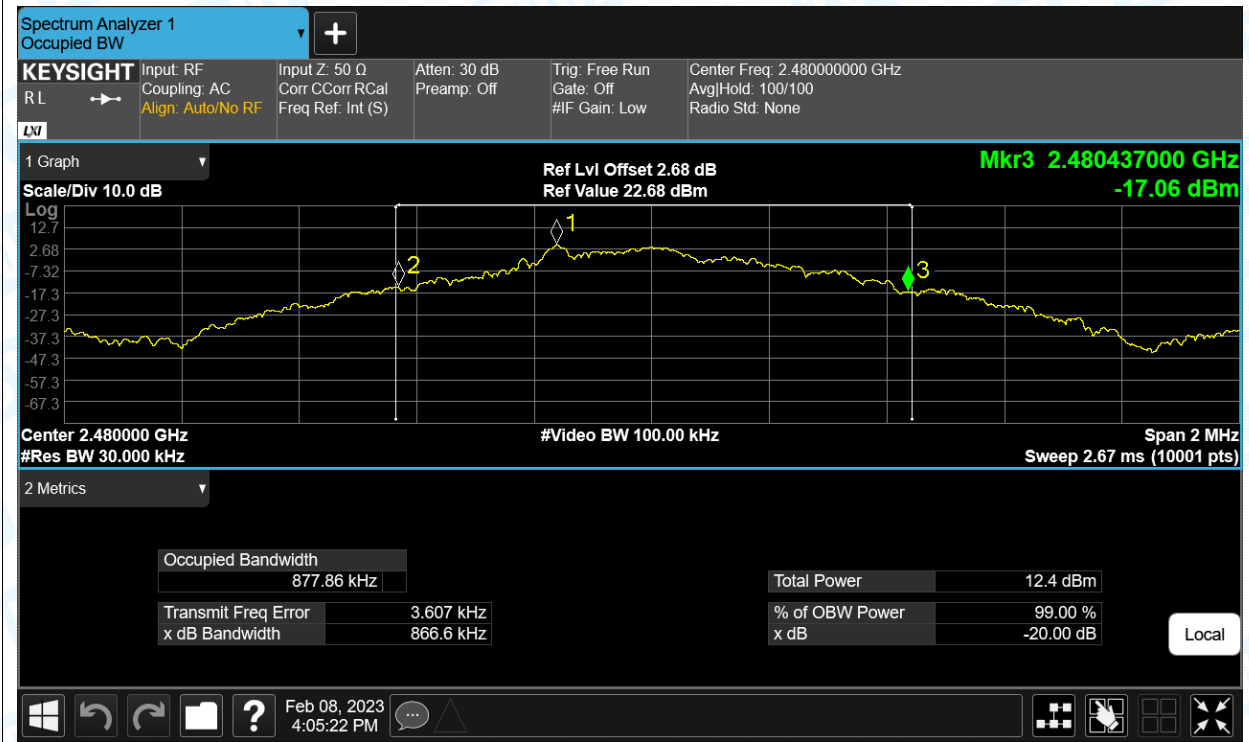 Spectrum Analyzer 1
Occupied BW
KEYSIGHT
R L
LXI
Input: RF
Coupling: AC
Align: Auto/No RF
Input Z: 50 Ω
Corr CCorr RCal
Freq Ref: Int (S)
Atten: 30 dB
Preamp: Off
Trig: Free Run
Gate: Off
#IF Gain: Low
Center Freq: 2.480000000 GHz
Avg|Hold: 100/100
Radio Std: None
1 Graph
Scale/Div 10.0 dB
Ref Lvl Offset 2.68 dB
Ref Value 22.68 dBm
Mkr3 2.480437000 GHz
-17.06 dBm
Log
12.7
2.68
-7.32
-17.3
-27.3
-37.3
-47.3
-57.3
-67.3
1
2
3
Center 2.480000 GHz
#Res BW 30.000 kHz
#Video BW 100.00 kHz
Span 2 MHz
Sweep 2.67 ms (10001 pts)
2 Metrics
Occupied Bandwidth
877.86 kHz
Transmit Freq Error 3.607 kHz
x dB Bandwidth 866.6 kHz
Total Power 12.4 dBm
% of OBW Power 99.00 %
x dB -20.00 dB
Local
?
Feb 08, 2023
4:05:22 PM